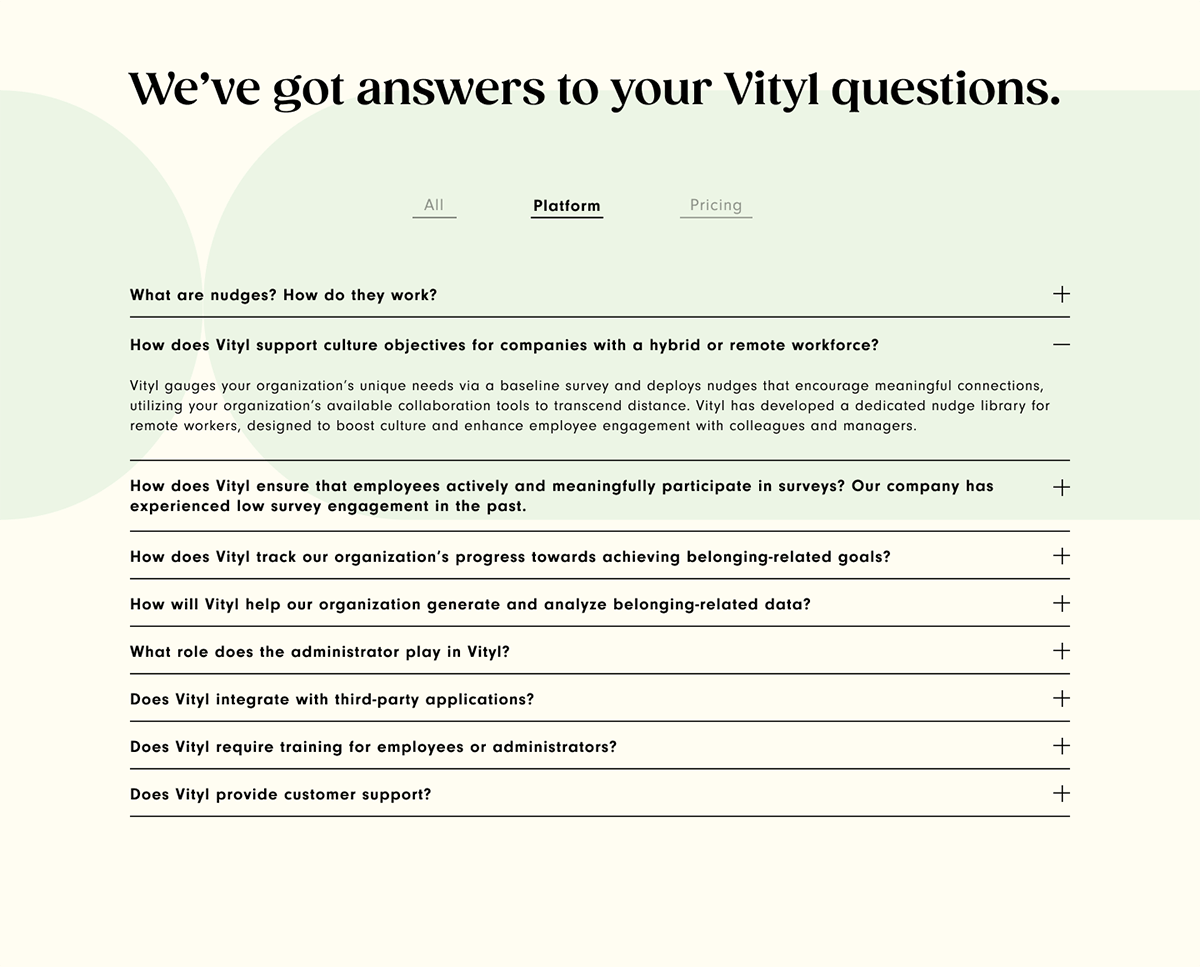 We’ve got answers to your Vityl questions.
All
Platform
Pricing
What are nudges? How do they work?
How does Vityl support culture objectives for companies with a hybrid or remote workforce?
Vityl gauges your organization’s unique needs via a baseline survey and deploys nudges that encourage meaningful connections,
utilizing your organization’s available collaboration tools to transcend distance. Vityl has developed a dedicated nudge library for
remote workers, designed to boost culture and enhance employee engagement with colleagues and managers.
How does Vityl ensure that employees actively and meaningfully participate in surveys? Our company has
experienced low survey engagement in the past.
How does Vityl track our organization’s progress towards achieving belonging-related goals?
How will Vityl help our organization generate and analyze belonging-related data?
What role does the administrator play in Vityl?
Does Vityl integrate with third-party applications?
Does Vityl require training for employees or administrators?
Does Vityl provide customer support?